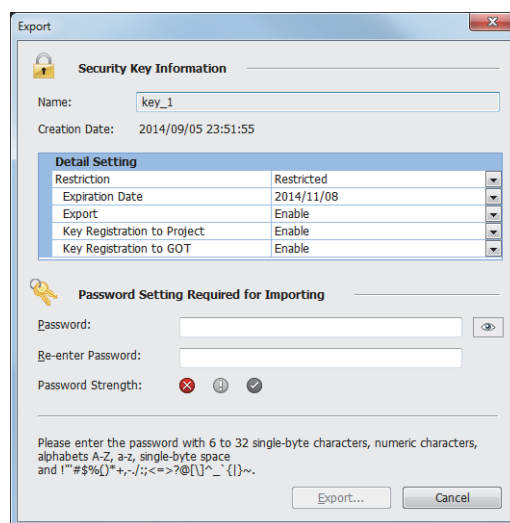 Export
Security Key Information
Name: key_1
Creation Date: 2014/09/05 23:51:55
Detail Setting
Restriction Restricted
Expiration Date 2014/11/08
Export Enable
Key Registration to Project Enable
Key Registration to GOT Enable
Password Setting Required for Importing
Password:
Re-enter Password:
Password Strength:
Please enter the password with 6 to 32 single-byte characters, numeric characters,
alphabets A-Z, a-z, single-byte space
and !"'#$%()*+,-./:;<=>?@[\]^_`{|}~.
Export... Cancel